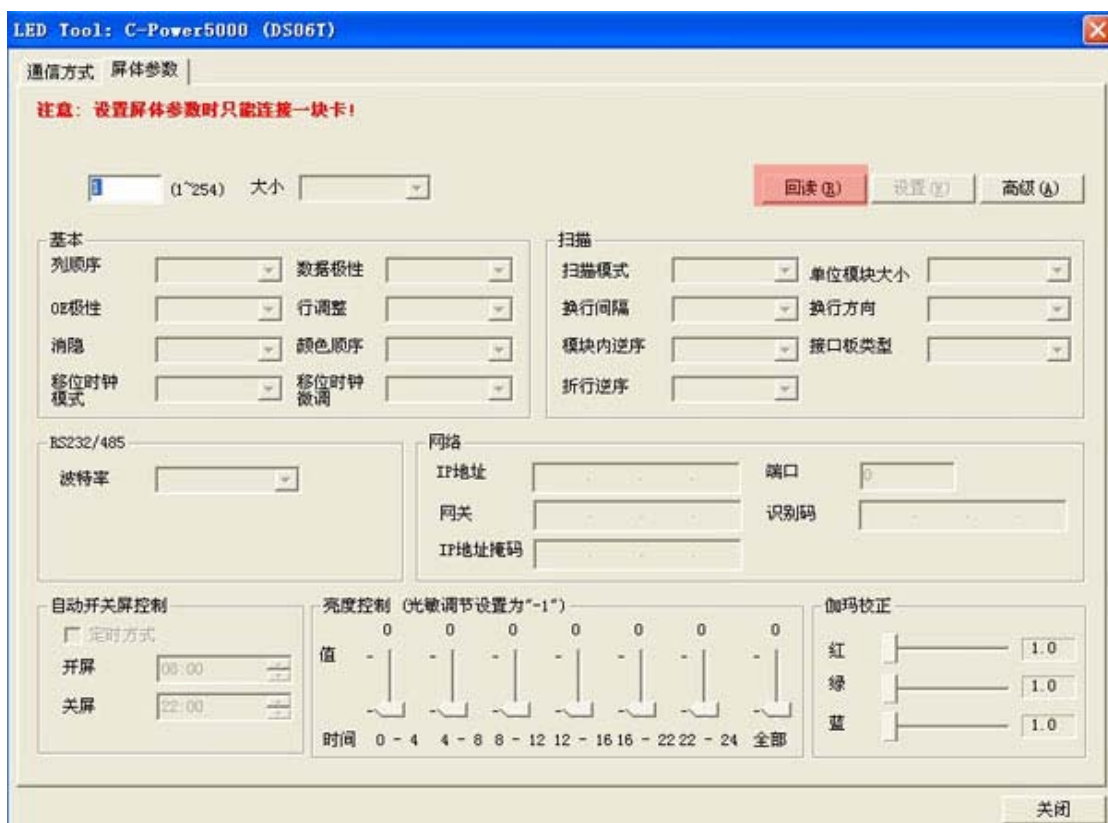 LED Tool: C-Power5000 (DS06T)
通信方式 屏体参数
注意: 设置屏体参数时只能连接一块卡!
1 (1~254) 大小 回读(R) 设置(W) 高级(A)
基本
列顺序 数据极性
OE极性 行调整
消隐 颜色顺序
移位时钟模式 移位时钟微调
扫描
扫描模式 单位模块大小
换行间隔 换行方向
模块内逆序 接口板类型
折行逆序
RS232/485
波特率
网络
IP地址 端口 0
网关 识别码
IP地址掩码
自动开关屏控制
定时方式
开屏 08:00
关屏 22:00
亮度控制 (光敏调节设置为"-1")
0 0 0 0 0 0 0
值
时间 0 - 4 4 - 8 8 - 12 12 - 16 16 - 22 22 - 24 全部
伽玛校正
红 1.0
绿 1.0
蓝 1.0
关闭